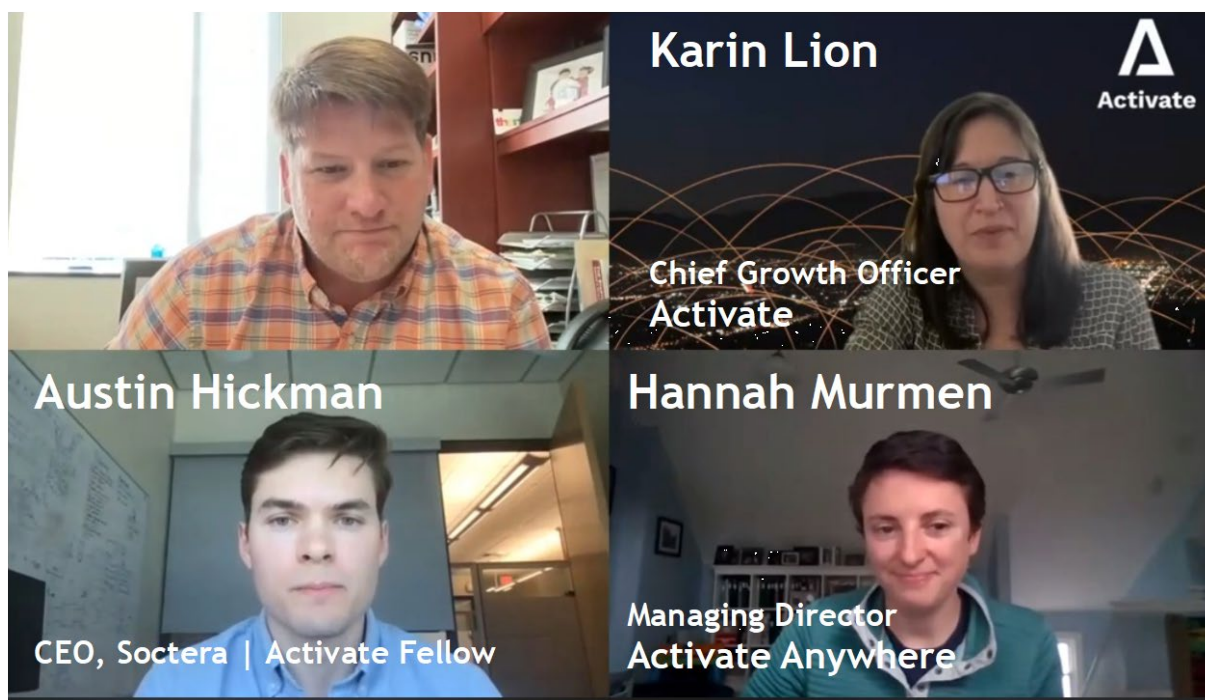 Karin Lion
Activate
Chief Growth Officer
Activate
Austin Hickman
CEO, Soctera | Activate Fellow
Hannah Murmen
Managing Director
Activate Anywhere